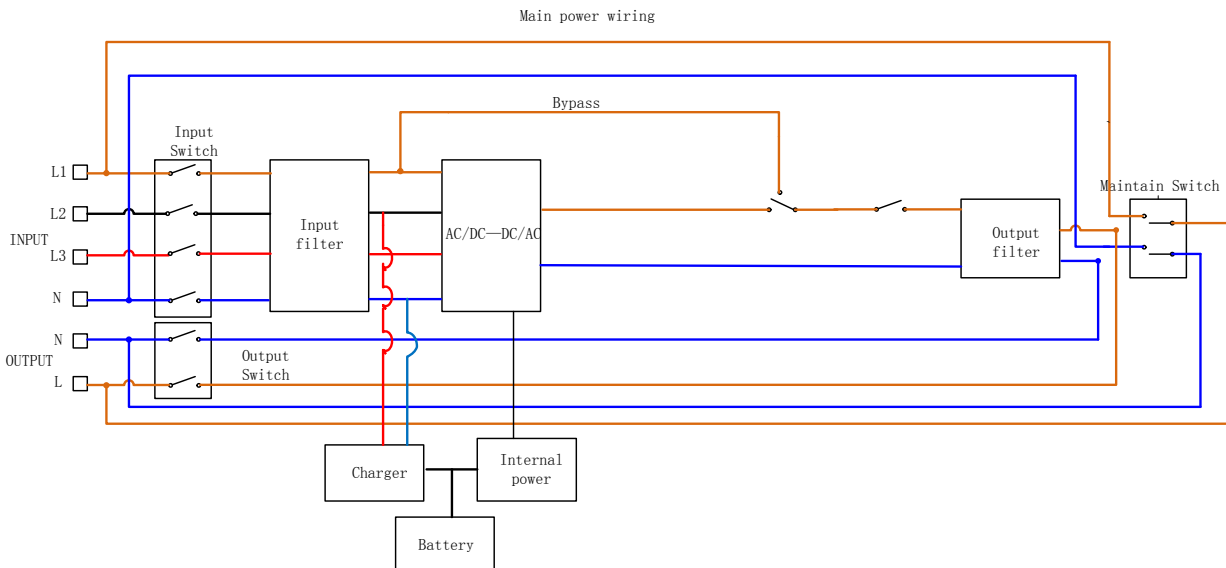 Main power wiring
Bypass
Input
Switch
L1
L2
INPUT
L3
N
Input
filter
AC/DC—DC/AC
Output
filter
Maintain Switch
N
OUTPUT
L
Output
Switch
Charger
Internal
power
Battery